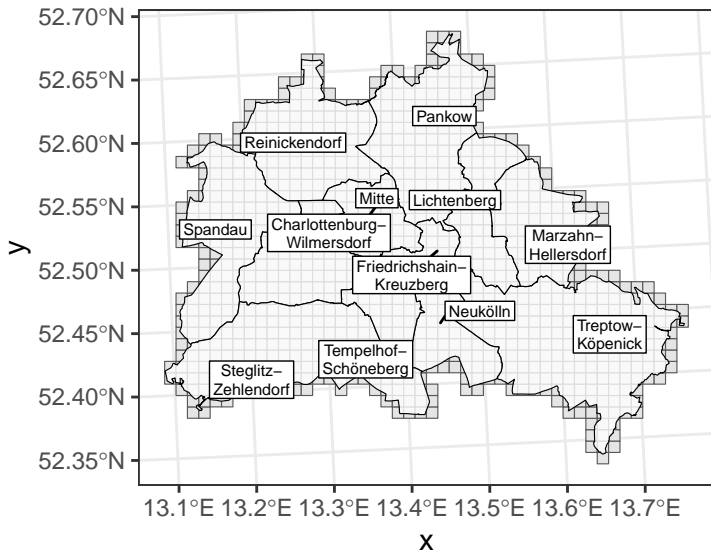 52.70°N
52.65°N
52.60°N
52.55°N
52.50°N
52.45°N
52.40°N
52.35°N
y
Pankow
Reinickendorf
Mitte
Lichtenberg
Spandau
Charlottenburg–
Wilmersdorf
Marzahn–
Hellersdorf
Friedrichshain–
Kreuzberg
Neukölln
Treptow–
Köpenick
Tempelhof–
Schöneberg
Steglitz–
Zehlendorf
13.1°E 13.2°E 13.3°E 13.4°E 13.5°E 13.6°E 13.7°E
x